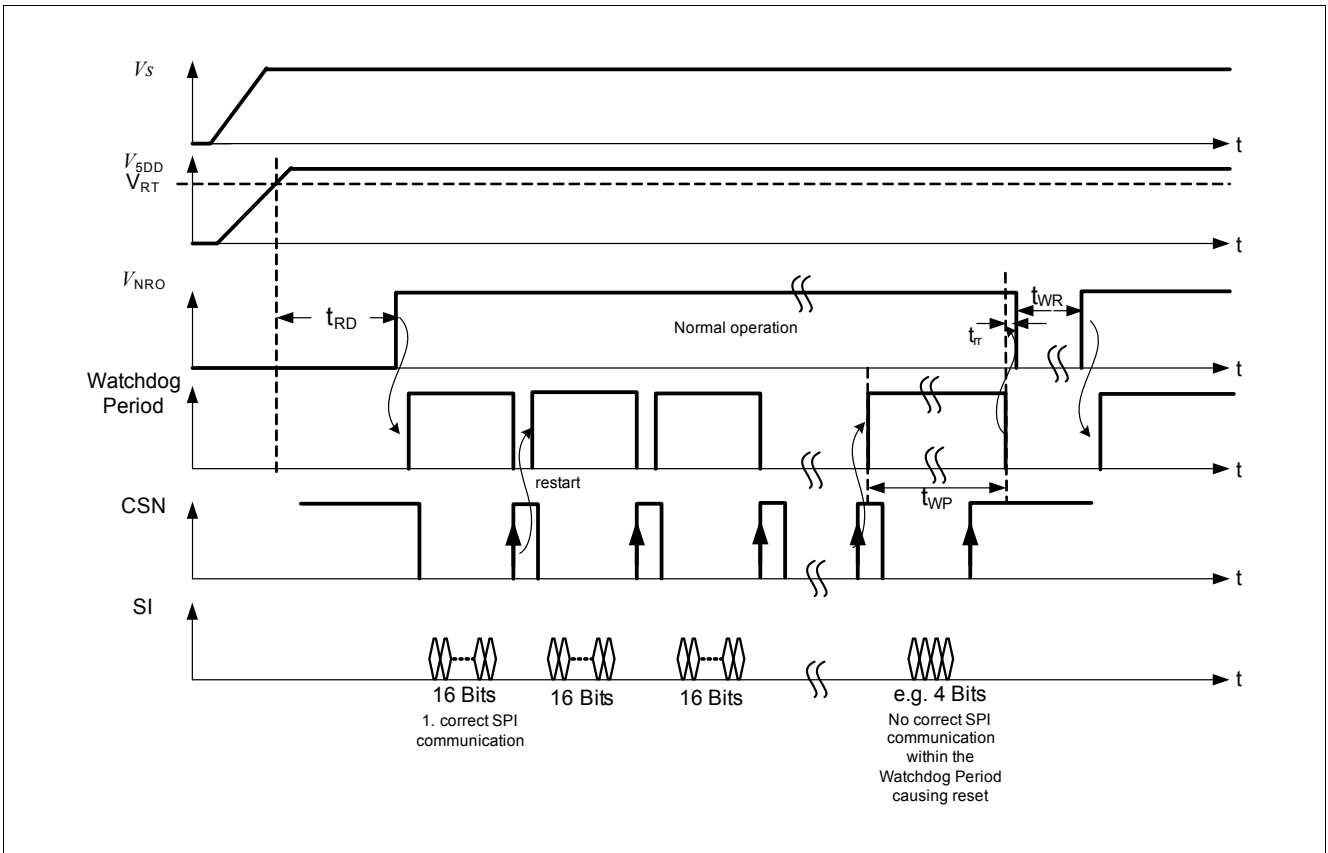 Vs
t
V5DD
VRT
t
VNRO
tRD
Normal operation
trr
tWR
t
Watchdog
Period
restart
tWP
t
CSN
t
SI
t
16 Bits
1. correct SPI
communication
16 Bits
16 Bits
e.g. 4 Bits
No correct SPI
communication
within the
Watchdog Period
causing reset